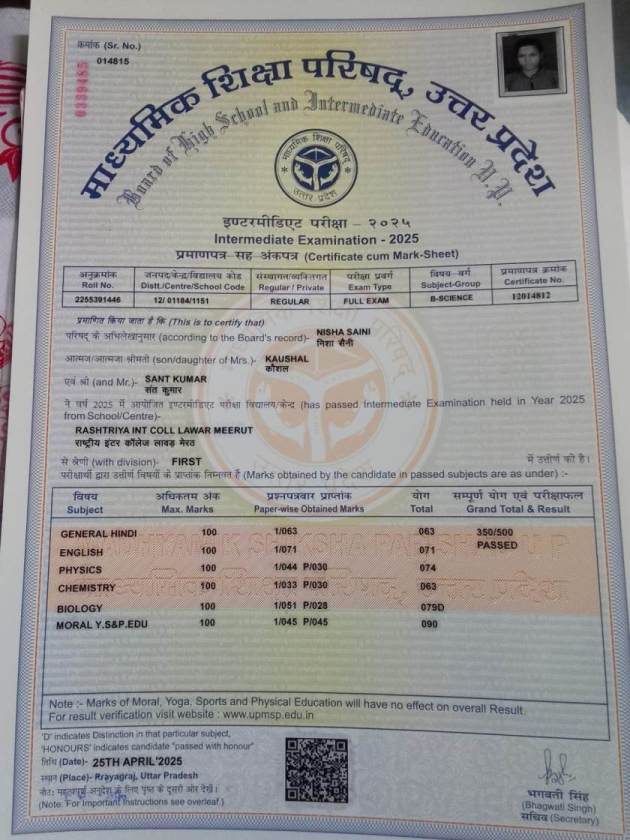 क्रमांक (Sr. No.)
014815
0339485
माध्यमिक शिक्षा परिषद्, उत्तर प्रदेश
Board of High School and Intermediate Education U.P.
माध्यमिक शिक्षा परिषद्
उत्तर प्रदेश
इण्टरमीडिएट परीक्षा – २०२५
Intermediate Examination - 2025
प्रमाणपत्र-सह अंकपत्र (Certificate cum Mark-Sheet)
अनुक्रमांक जनपद/केन्द्र/विद्यालय कोड संस्थागत/व्यक्तिगत परीक्षा प्रवर्ग विषय-वर्ग प्रमाणपत्र क्रमांक
Roll No. Distt./Centre/School Code Regular / Private Exam Type Subject-Group Certificate No.
2255391446 12/ 01184/1151 REGULAR FULL EXAM B-SCIENCE 12014812
प्रमाणित किया जाता है कि (This is to certify that)
परिषद् के अभिलेखानुसार (according to the Board's record)- NISHA SAINI
निशा सैनी
आत्मज/आत्मजा श्रीमती (son/daughter of Mrs.)- KAUSHAL
कौशल
एवं श्री (and Mr.)- SANT KUMAR
संत कुमार
ने वर्ष 2025 में आयोजित इण्टरमीडिएट परीक्षा विद्यालय/केन्द्र (has passed Intermediate Examination held in Year 2025
from School/Centre)-
RASHTRIYA INT COLL LAWAR MEERUT
राष्ट्रीय इंटर कॉलेज लावड़ मेरठ
से श्रेणी (with division)- FIRST में उत्तीर्ण की है।
परीक्षार्थी द्वारा उत्तीर्ण विषयों के प्राप्तांक निम्नवत हैं (Marks obtained by the candidate in passed subjects are as under) :-
विषय अधिकतम अंक प्रश्नपत्रवार प्राप्तांक योग सम्पूर्ण योग एवं परीक्षाफल
Subject Max. Marks Paper-wise Obtained Marks Total Grand Total & Result
GENERAL HINDI 100 1/063 063 350/500
ENGLISH 100 1/071 071 PASSED
PHYSICS 100 1/044 P/030 074
CHEMISTRY 100 1/033 P/030 063
BIOLOGY 100 1/051 P/028 079D
MORAL Y.S&P.EDU 100 1/045 P/045 090
Note :- Marks of Moral, Yoga, Sports and Physical Education will have no effect on overall Result.
For result verification visit website : www.upmsp.edu.in
'D' indicates Distinction in that particular subject,
'HONOURS' indicates candidate "passed with honour"
तिथि (Date)- 25TH APRIL'2025
स्थान (Place)- Prayagraj, Uttar Pradesh
नोट: महत्वपूर्ण अनुदेश के लिए पृष्ठ के दूसरी ओर देखें।
(Note: For Important Instructions see overleaf.)
भगवती सिंह
(Bhagwati Singh)
सचिव (Secretary)